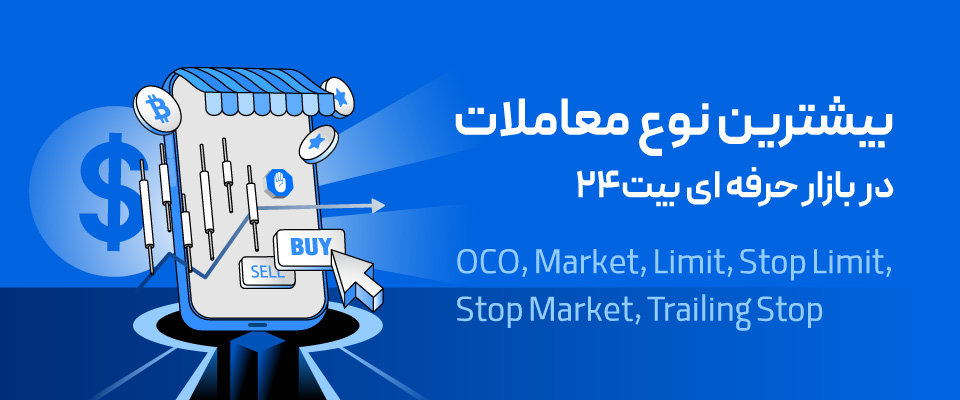 بیشترین نوع معاملات
در بازار حرفه ای بیت۲۴
OCO, Market, Limit, Stop Limit,
Stop Market, Trailing Stop
BUY
SELL